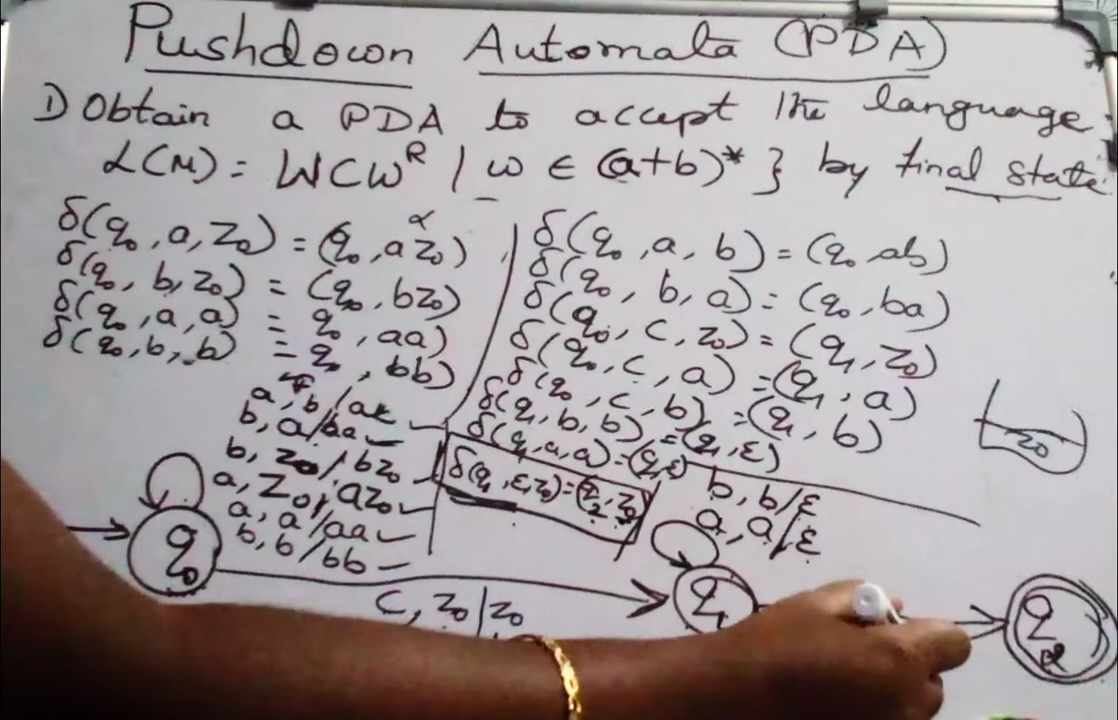 Pushdown Automata (PDA)
1) Obtain a PDA to accept the language
L(M) = WCW^R | w ∈ (a+b)* } by final state
δ(q0, a, z0) = (q0, a z0)
δ(q0, b, z0) = (q0, bz0)
δ(q0, a, a) = q0, aa)
δ(q0, b, b) = q0, bb)
δ(q0, a, b) = (q0, ab)
δ(q0, b, a) = (q0, ba)
δ(q0, c, z0) = (q1, z0)
δ(q0, c, a) = (q1, a)
δ(q0, c, b) = (q1, b)
δ(q1, b, b) = (q1, ε)
δ(q1, a, a) = (q1, ε)
δ(q1, ε, z0) = (q2, z0)
z0
a, b/ab
b, a/ba
b, z0/bz0
a, z0/az0
a, a/aa
b, b/bb
b, b/ε
a, a/ε
q0
c, z0/z0
q1
q2